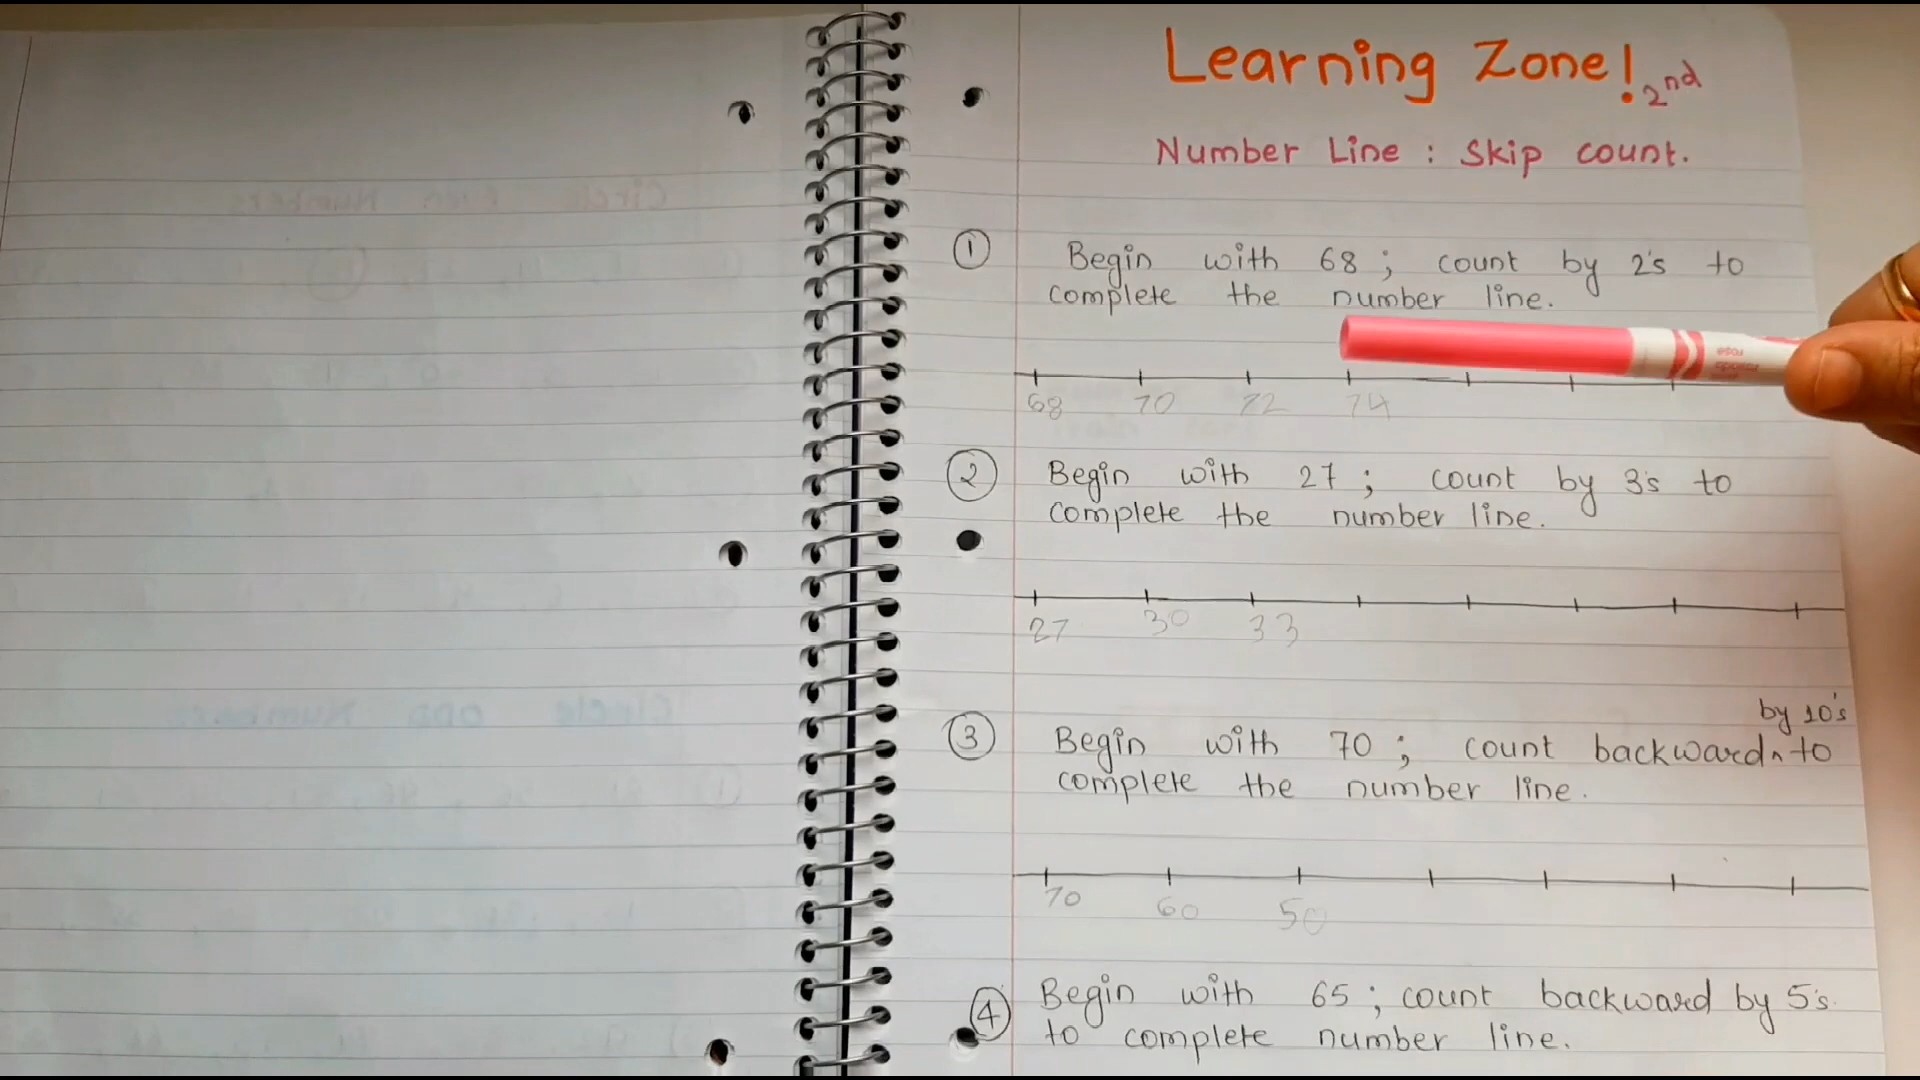 Learning Zone! 2nd
Number Line : Skip count.
① Begin with 68 ; count by 2's to
complete the number line.
68 70 72 74
② Begin with 27 ; count by 3's to
complete the number line.
27 30 33
by 10's
③ Begin with 70 ; count backward ^ to
complete the number line.
70 60 50
④ Begin with 65 ; count backward by 5's
to complete number line.